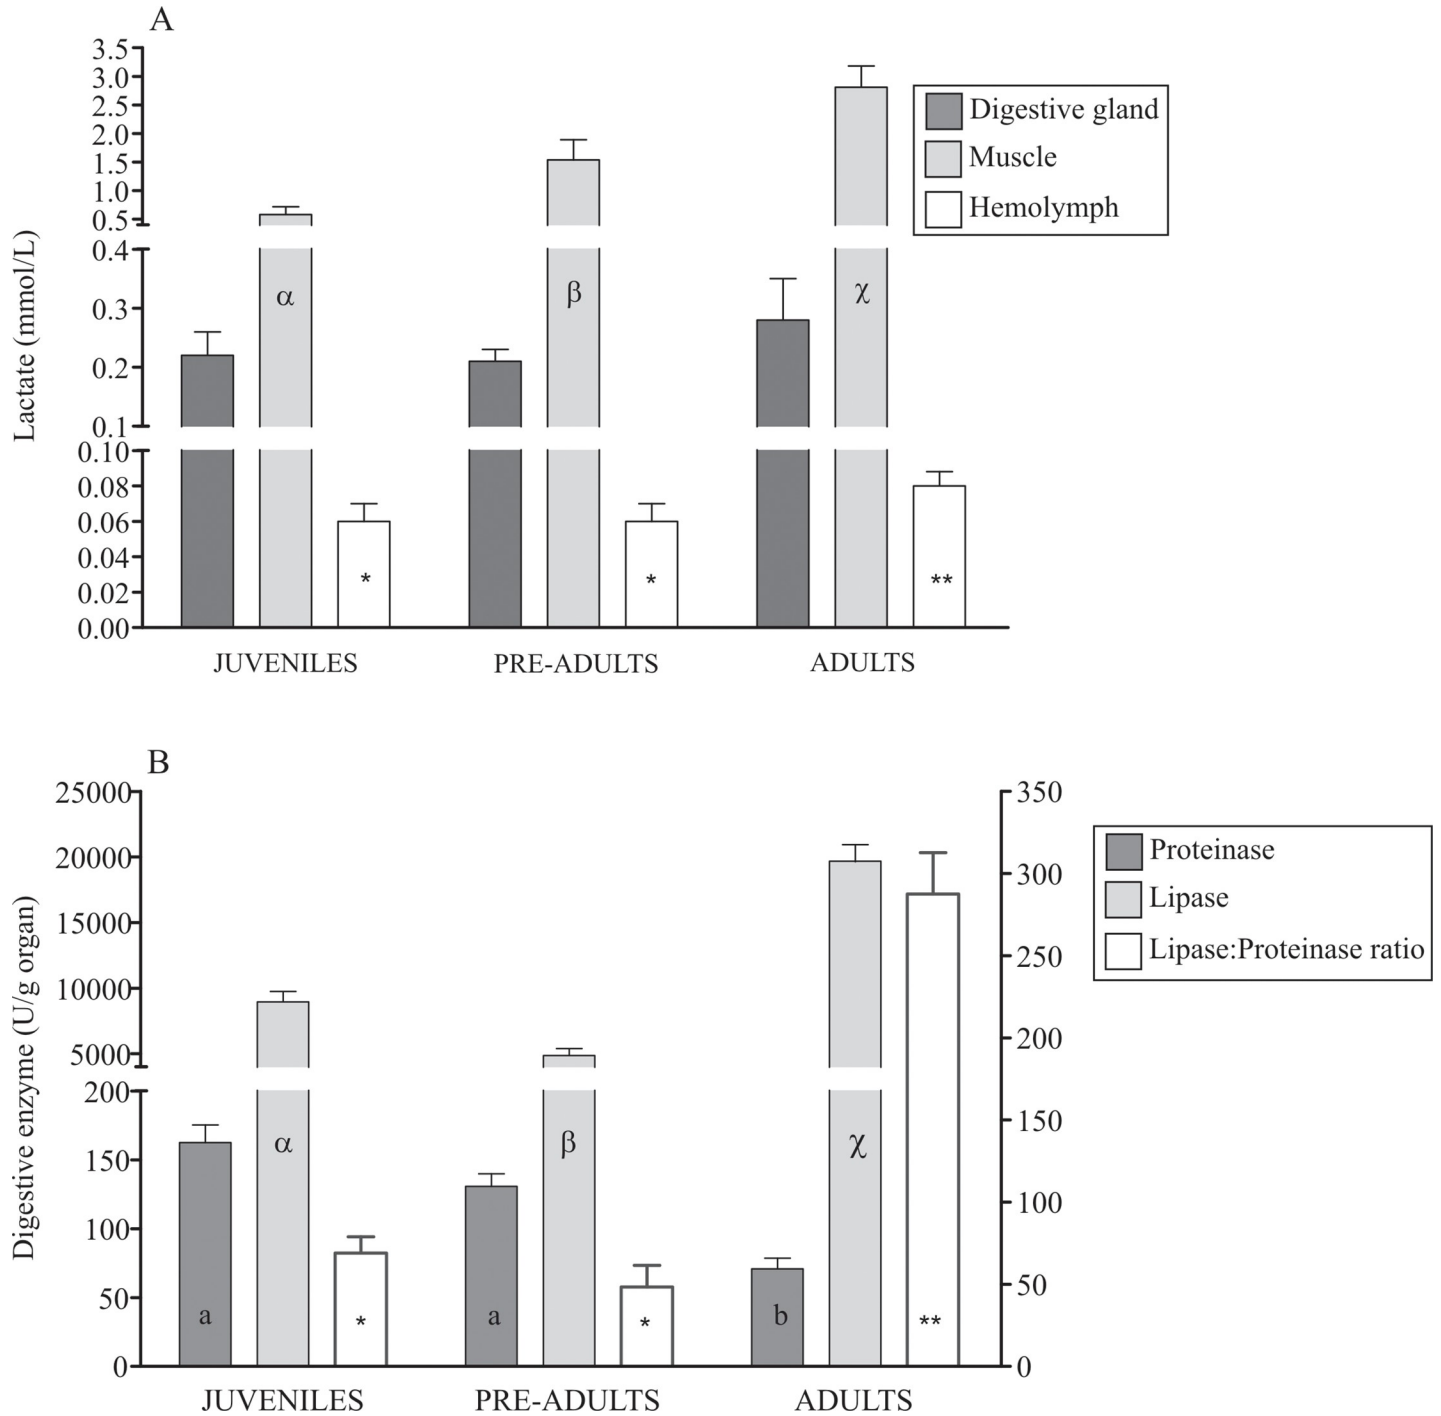 A
3.5
3.0
2.5
2.0
1.5
1.0
0.5
0.4
0.3
0.2
0.1
0.10
0.08
0.06
0.04
0.02
0.00
Lactate (mmol/L)
α
β
χ
*
*
**
JUVENILES
PRE-ADULTS
ADULTS
Digestive gland
Muscle
Hemolymph
B
25000
20000
15000
10000
5000
200
150
100
50
0
Digestive enzyme (U/g organ)
α
β
χ
a
a
b
*
*
**
350
300
250
200
150
100
50
0
JUVENILES
PRE-ADULTS
ADULTS
Proteinase
Lipase
Lipase:Proteinase ratio